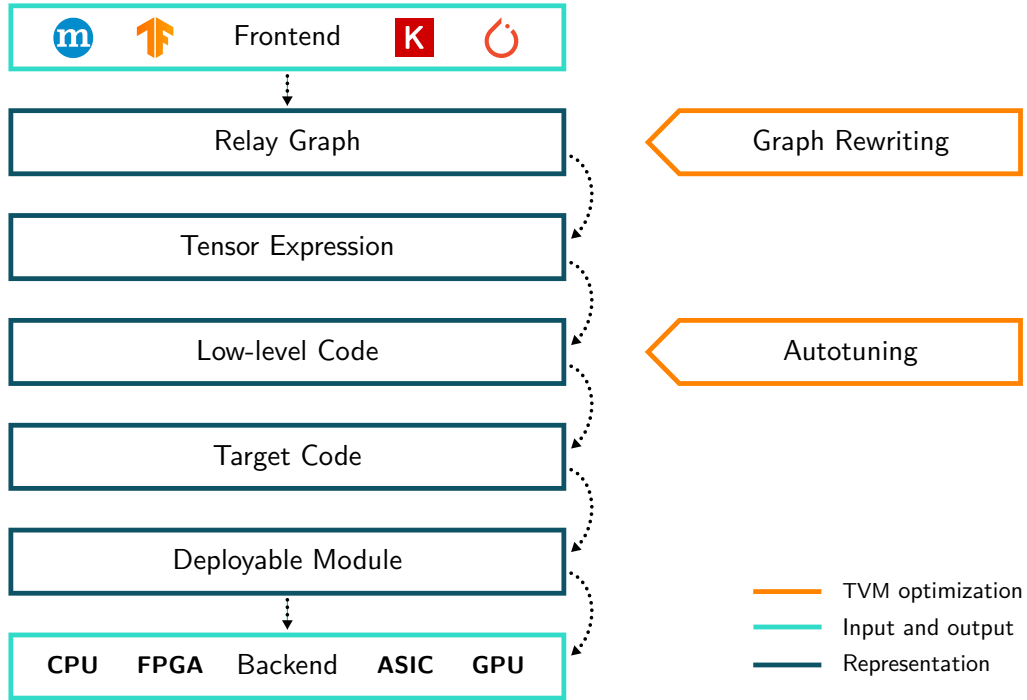 m TF Frontend K
Relay Graph
Graph Rewriting
Tensor Expression
Low-level Code
Autotuning
Target Code
Deployable Module
CPU FPGA Backend ASIC GPU
TVM optimization
Input and output
Representation